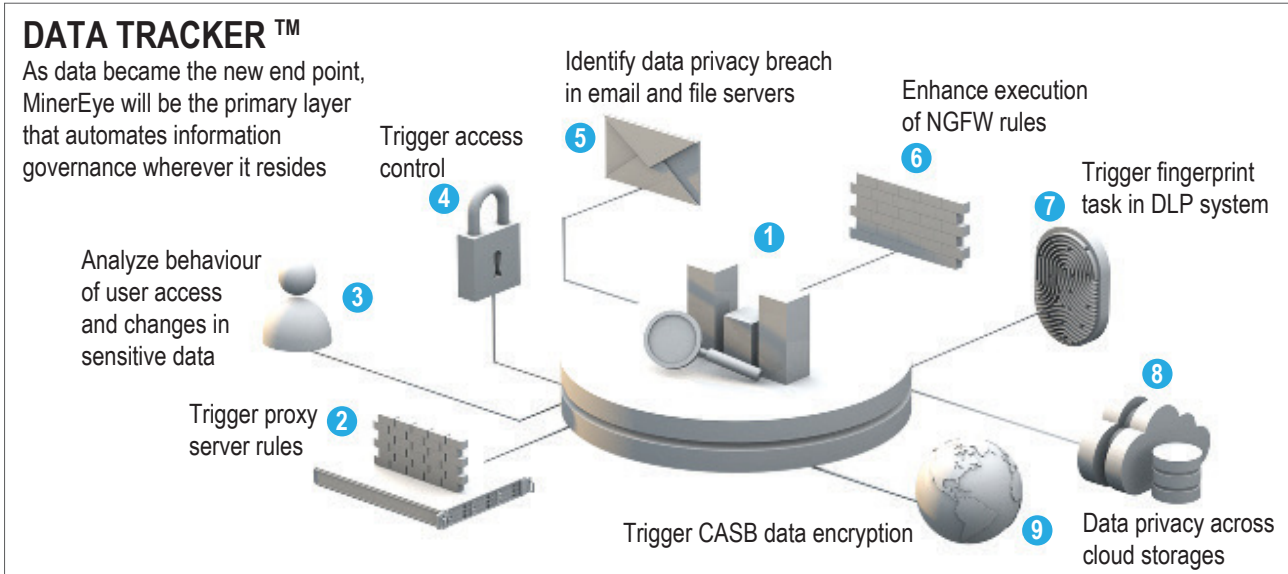 DATA TRACKER ™
As data became the new end point,
MinerEye will be the primary layer
that automates information
governance wherever it resides
1
Trigger proxy
server rules
2
Analyze behaviour
of user access
and changes in
sensitive data
3
Trigger access
control
4
Identify data privacy breach
in email and file servers
5
Enhance execution
of NGFW rules
6
Trigger fingerprint
task in DLP system
7
8
Data privacy across
cloud storages
Trigger CASB data encryption
9